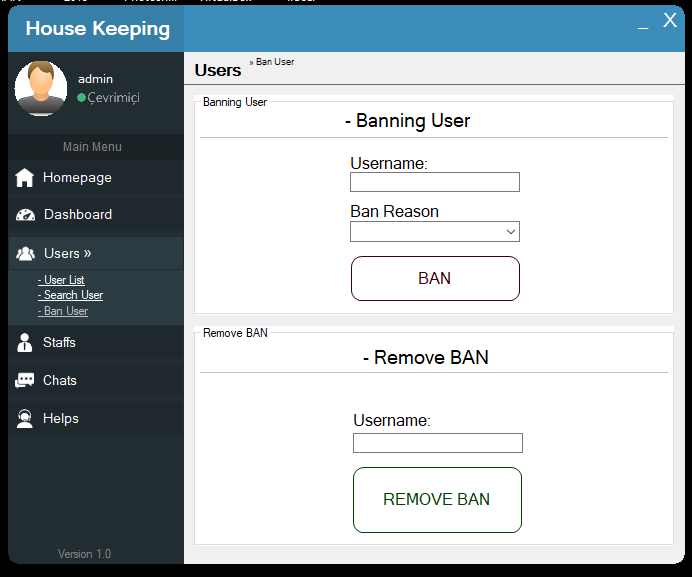 House Keeping
_ X
admin
Çevrimiçi
Main Menu
Homepage
Dashboard
Users »
- User List
- Search User
- Ban User
Staffs
Chats
Helps
Version 1.0
Users » Ban User
Banning User
- Banning User
Username:
Ban Reason
BAN
Remove BAN
- Remove BAN
Username:
REMOVE BAN